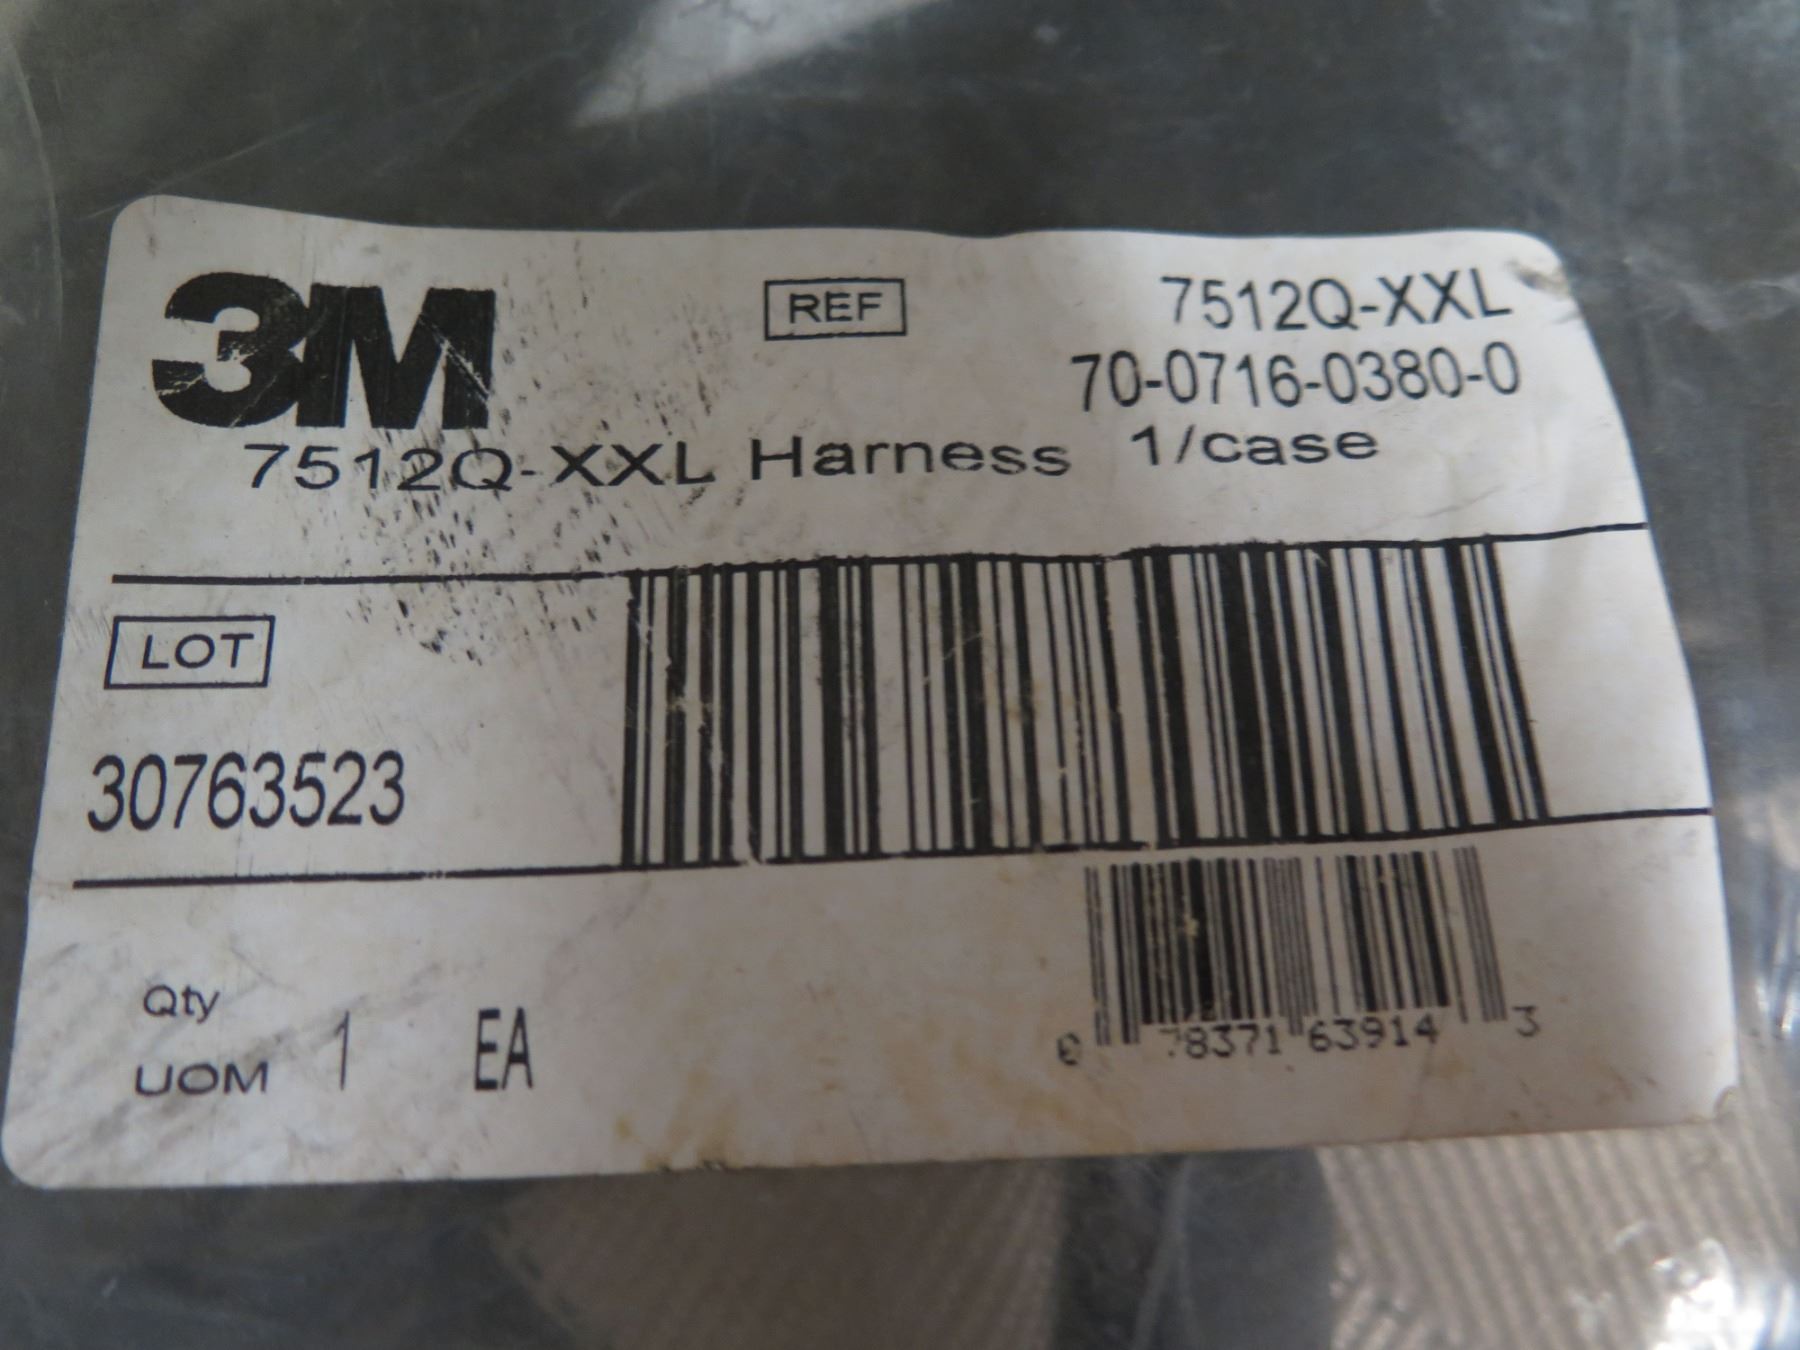 3M
REF
7512Q-XXL
70-0716-0380-0
7512Q-XXL Harness 1/case
LOT
30763523
Qty
UOM 1 EA
78371 63914 3